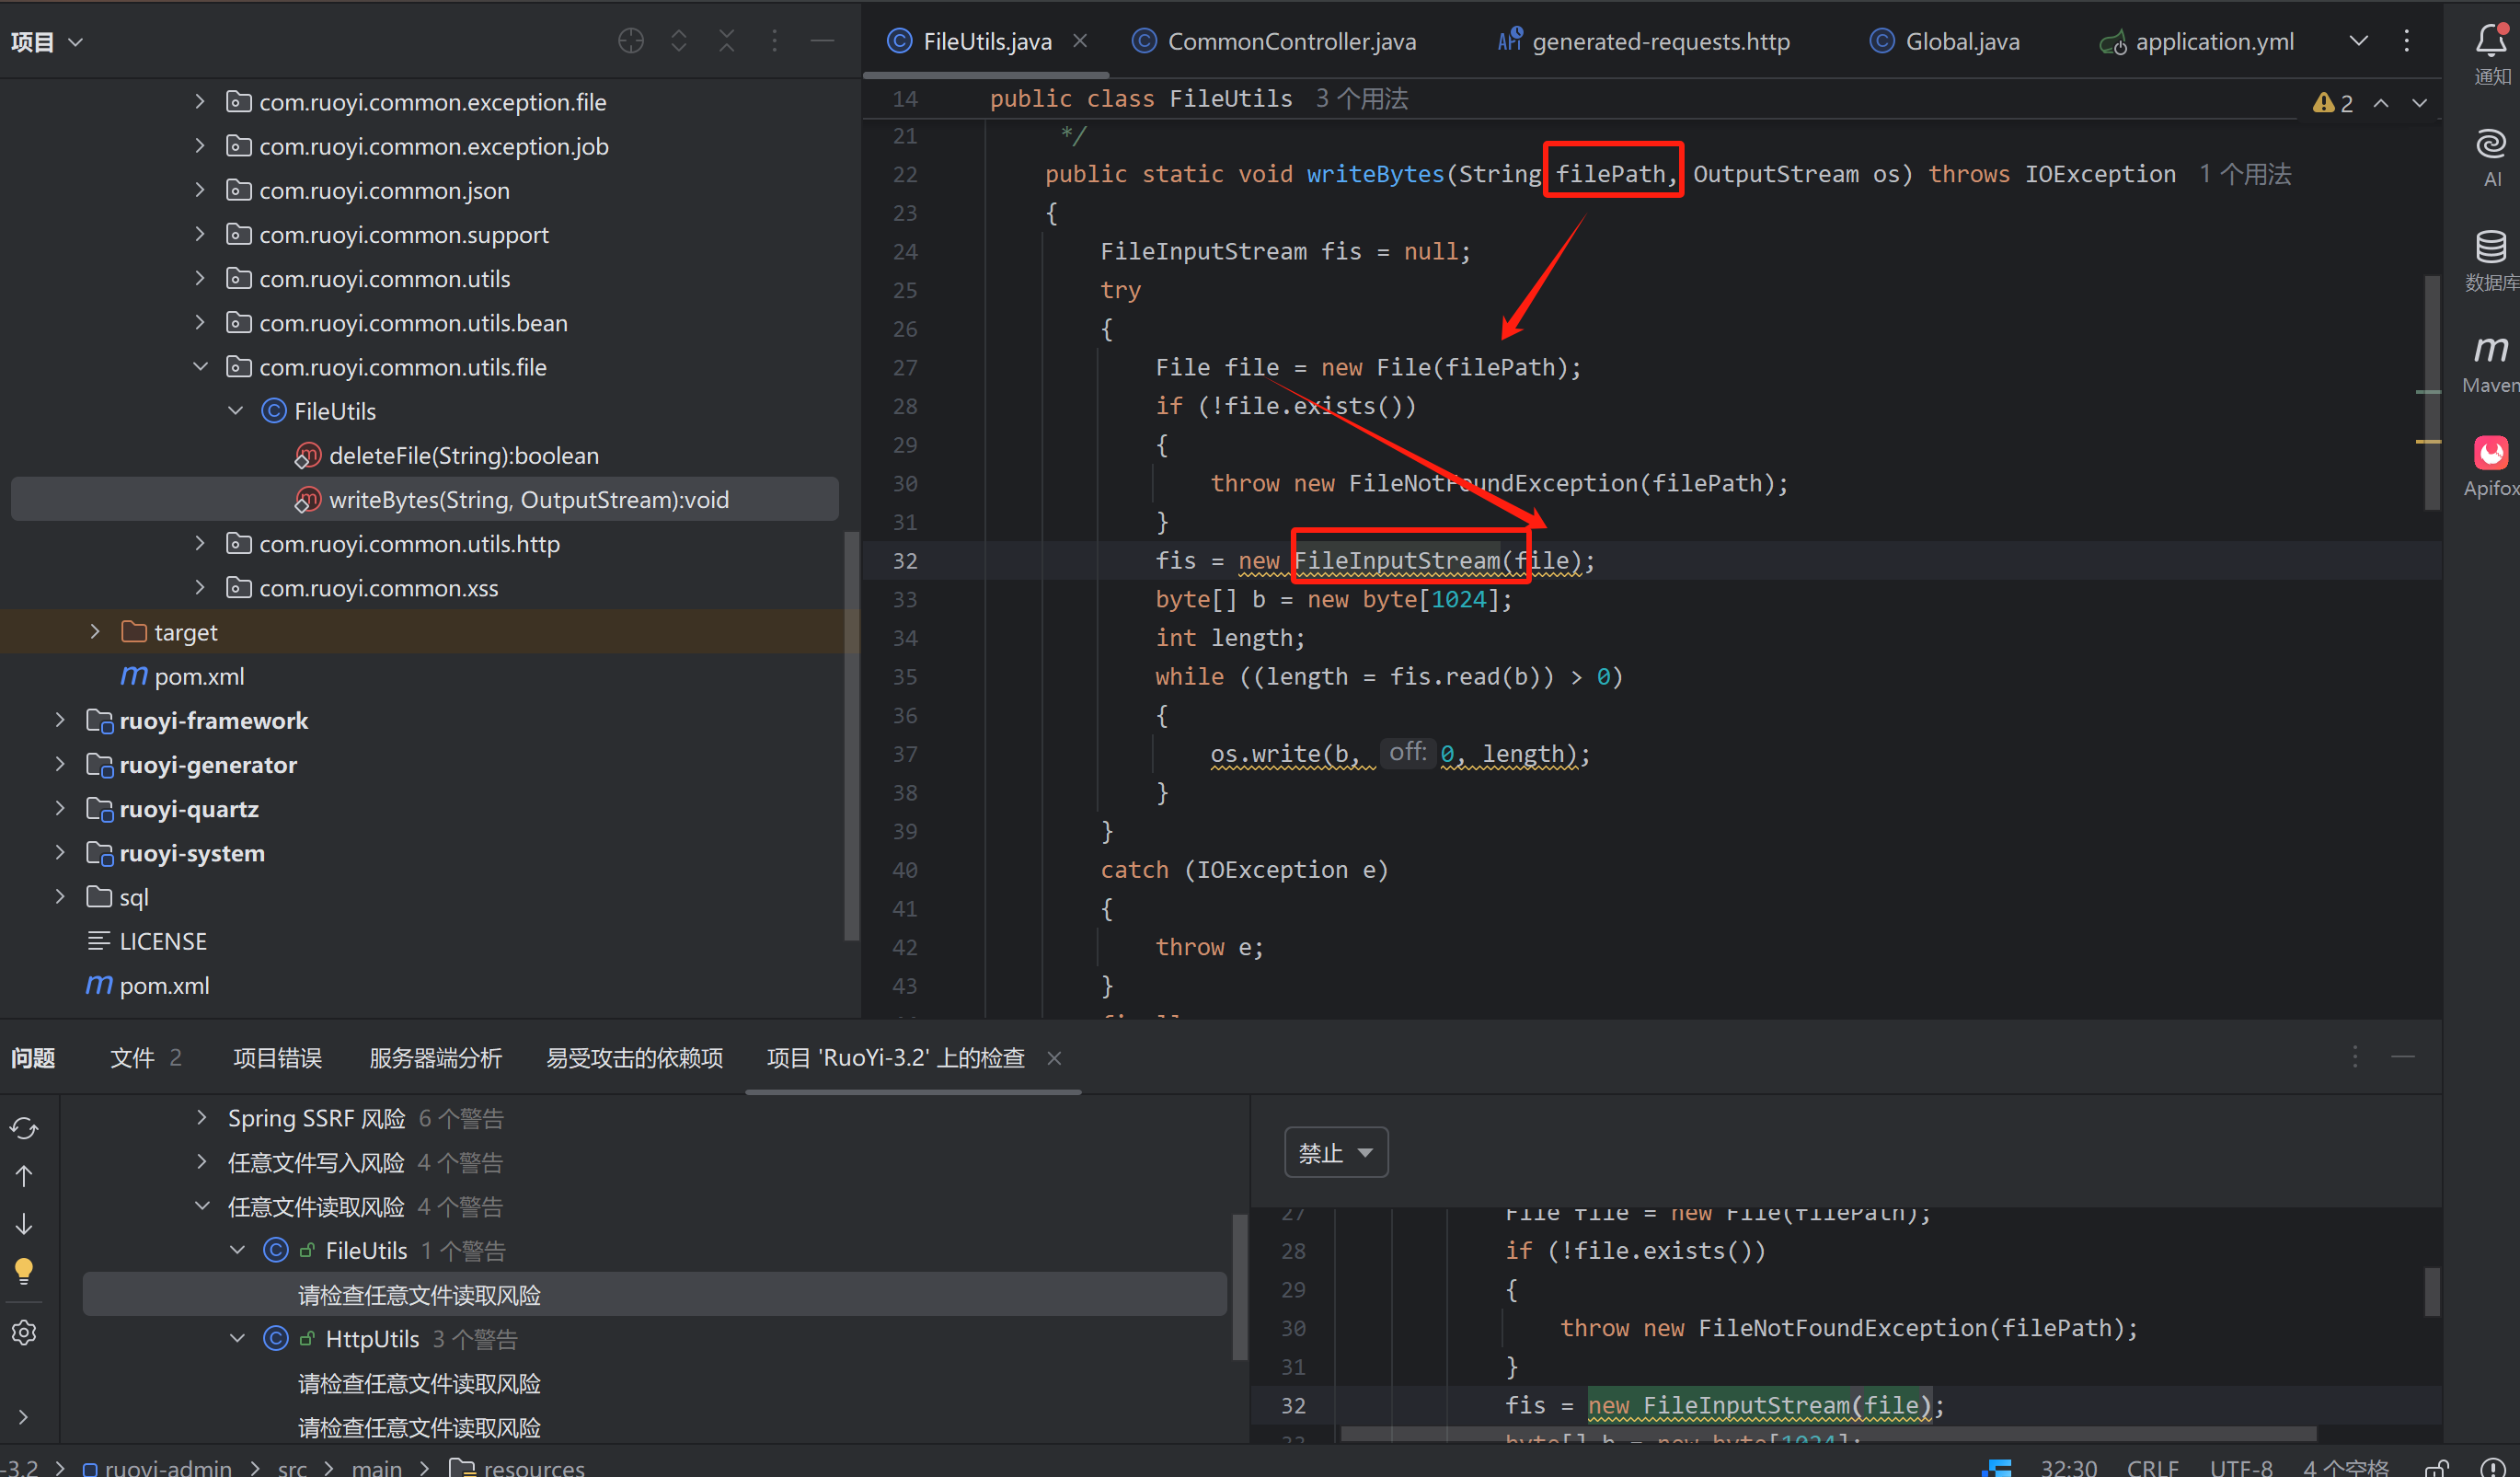 项目
com.ruoyi.common.exception.file
com.ruoyi.common.exception.job
com.ruoyi.common.json
com.ruoyi.common.support
com.ruoyi.common.utils
com.ruoyi.common.utils.bean
com.ruoyi.common.utils.file
FileUtils
deleteFile(String):boolean
writeBytes(String, OutputStream):void
com.ruoyi.common.utils.http
com.ruoyi.common.xss
target
pom.xml
ruoyi-framework
ruoyi-generator
ruoyi-quartz
ruoyi-system
sql
LICENSE
pom.xml
FileUtils.java CommonController.java generated-requests.http Global.java application.yml
14 public class FileUtils 3 个用法
2
21 */
22 public static void writeBytes(String filePath, OutputStream os) throws IOException 1 个用法
23 {
24 FileInputStream fis = null;
25 try
26 {
27 File file = new File(filePath);
28 if (!file.exists())
29 {
30 throw new FileNotFoundException(filePath);
31 }
32 fis = new FileInputStream(file);
33 byte[] b = new byte[1024];
34 int length;
35 while ((length = fis.read(b)) > 0)
36 {
37 os.write(b, off: 0, length);
38 }
39 }
40 catch (IOException e)
41 {
42 throw e;
43 }
通知
AI
数据库
Maven
Apifox
问题 文件 2 项目错误 服务器端分析 易受攻击的依赖项 项目 'RuoYi-3.2' 上的检查
Spring SSRF 风险 6 个警告
任意文件写入风险 4 个警告
任意文件读取风险 4 个警告
FileUtils 1 个警告
请检查任意文件读取风险
HttpUtils 3 个警告
请检查任意文件读取风险
请检查任意文件读取风险
禁止
27 File file = new File(filePath);
28 if (!file.exists())
29 {
30 throw new FileNotFoundException(filePath);
31 }
32 fis = new FileInputStream(file);
33 byte[] b = new byte[1024];
-3.2 ruoyi-admin src main resources
32:30 CRLF UTF-8 4 个空格